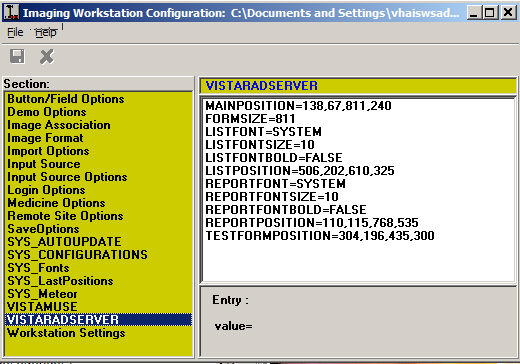 Imaging Workstation Configuration: C:\Documents and Settings\vhaiswsad...
File Help
Section:
Button/Field Options
Demo Options
Image Association
Image Format
Import Options
Input Source
Input Source Options
Login Options
Medicine Options
Remote Site Options
SaveOptions
SYS_AUTOUPDATE
SYS_CONFIGURATIONS
SYS_Fonts
SYS_LastPositions
SYS_Meteor
VISTAMUSE
VISTARADSERVER
Workstation Settings
VISTARADSERVER
MAINPOSITION=138,67,811,240
FORMSIZE=811
LISTFONT=SYSTEM
LISTFONTSIZE=10
LISTFONTBOLD=FALSE
LISTPOSITION=506,202,610,325
REPORTFONT=SYSTEM
REPORTFONTSIZE=10
REPORTFONTBOLD=FALSE
REPORTPOSITION=110,115,768,535
TESTFORMPOSITION=304,196,435,300
Entry :
value=